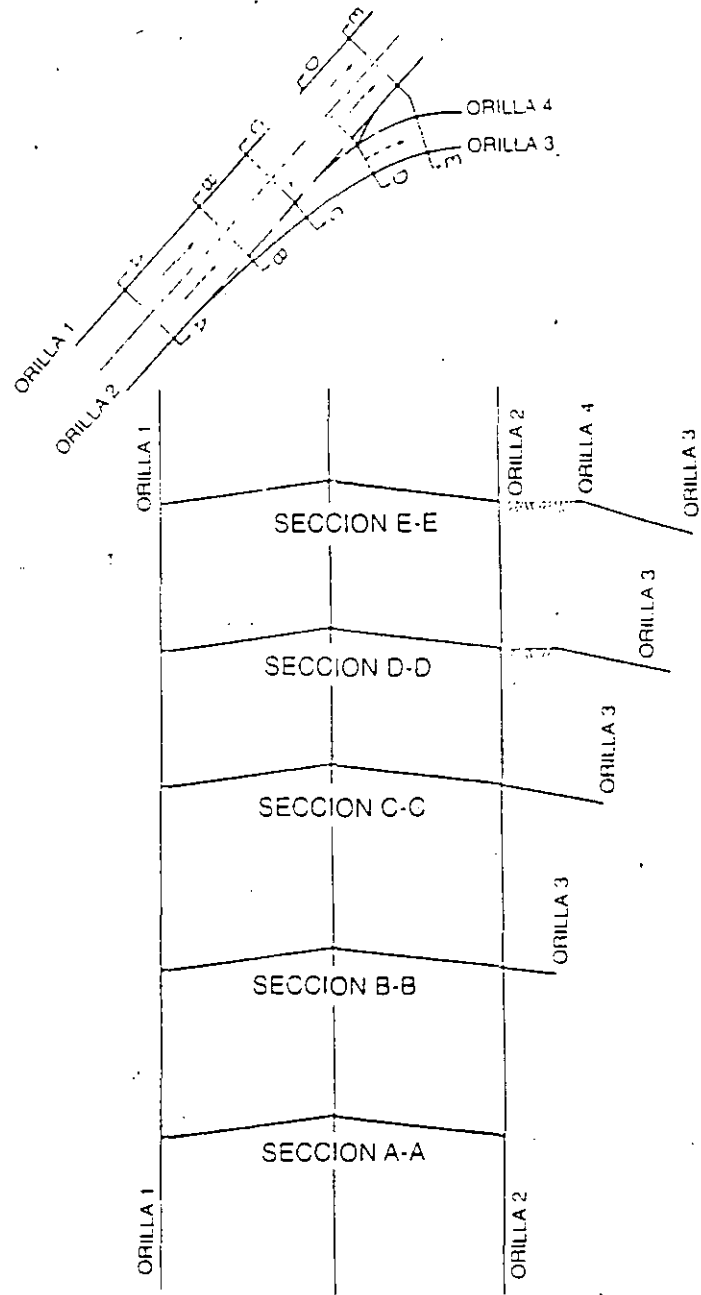 E
E
D
D
C
C
B
B
A
A
ORILLA 4
ORILLA 3
ORILLA 1
ORILLA 2
ORILLA 1
ORILLA 2
ORILLA 4
ORILLA 3
SECCION E-E
ORILLA 3
SECCION D-D
ORILLA 3
SECCION C-C
ORILLA 3
SECCION B-B
SECCION A-A
ORILLA 1
ORILLA 2